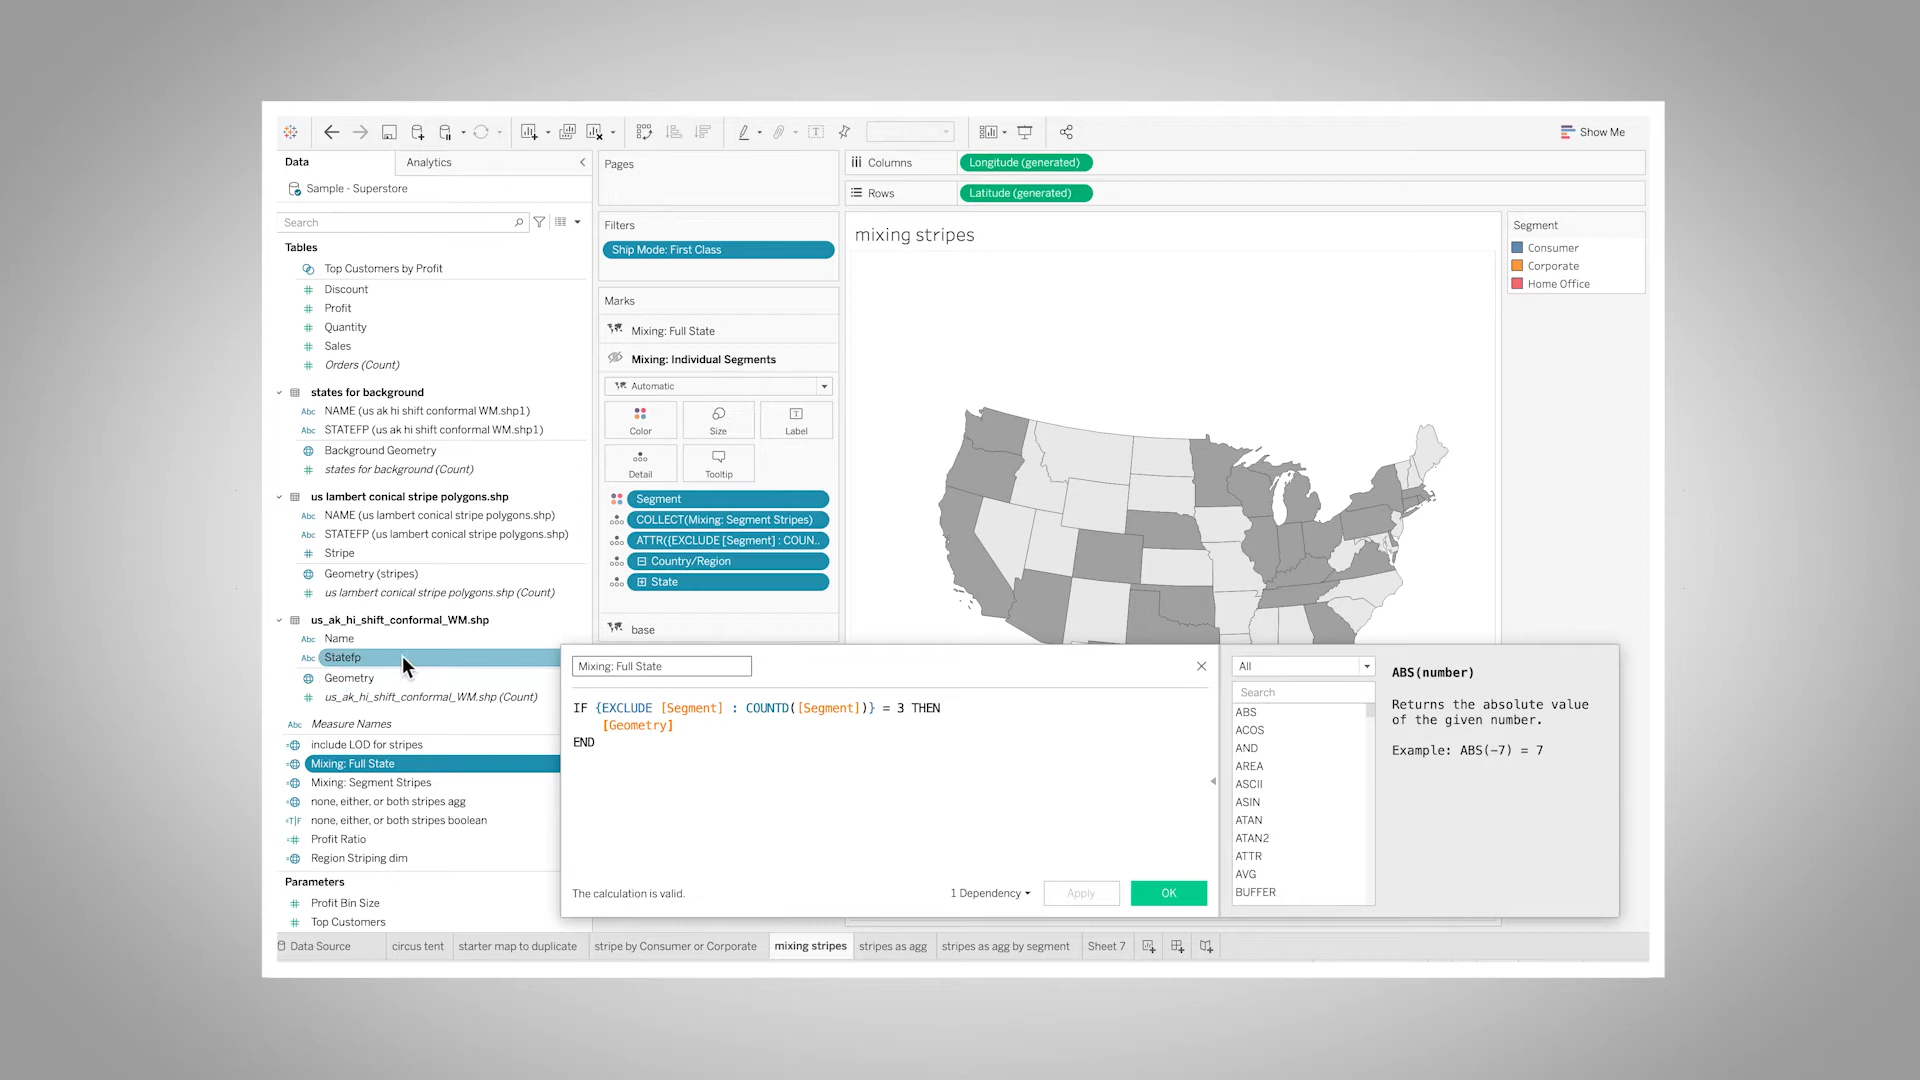 Show Me
Data
Analytics
Sample - Superstore
Search
Tables
Top Customers by Profit
Discount
Profit
Quantity
Sales
Orders (Count)
states for background
Abc NAME (us ak hi shift conformal WM.shp1)
Abc STATEFP (us ak hi shift conformal WM.shp1)
Background Geometry
states for background (Count)
us lambert conical stripe polygons.shp
Abc NAME (us lambert conical stripe polygons.shp)
Abc STATEFP (us lambert conical stripe polygons.shp)
Stripe
Geometry (stripes)
us lambert conical stripe polygons.shp (Count)
us_ak_hi_shift_conformal_WM.shp
Abc Name
Abc Statefp
Geometry
us_ak_hi_shift_conformal_WM.shp (Count)
Abc Measure Names
include LOD for stripes
Mixing: Full State
Mixing: Segment Stripes
none, either, or both stripes agg
=T|F none, either, or both stripes boolean
Profit Ratio
Region Striping dim
Parameters
Profit Bin Size
Top Customers
Pages
Filters
Ship Mode: First Class
Marks
Mixing: Full State
Mixing: Individual Segments
Automatic
Color
Size
Label
Detail
Tooltip
Segment
COLLECT(Mixing: Segment Stripes)
ATTR({EXCLUDE [Segment] : COUN..
Country/Region
State
base
Columns
Longitude (generated)
Rows
Latitude (generated)
mixing stripes
Segment
Consumer
Corporate
Home Office
Mixing: Full State
IF {EXCLUDE [Segment] : COUNTD([Segment])} = 3 THEN
[Geometry]
END
The calculation is valid.
1 Dependency
Apply
OK
All
Search
ABS
ACOS
AND
AREA
ASCII
ASIN
ATAN
ATAN2
ATTR
AVG
BUFFER
ABS(number)
Returns the absolute value
of the given number.
Example: ABS(-7) = 7
Data Source
circus tent
starter map to duplicate
stripe by Consumer or Corporate
mixing stripes
stripes as agg
stripes as agg by segment
Sheet 7